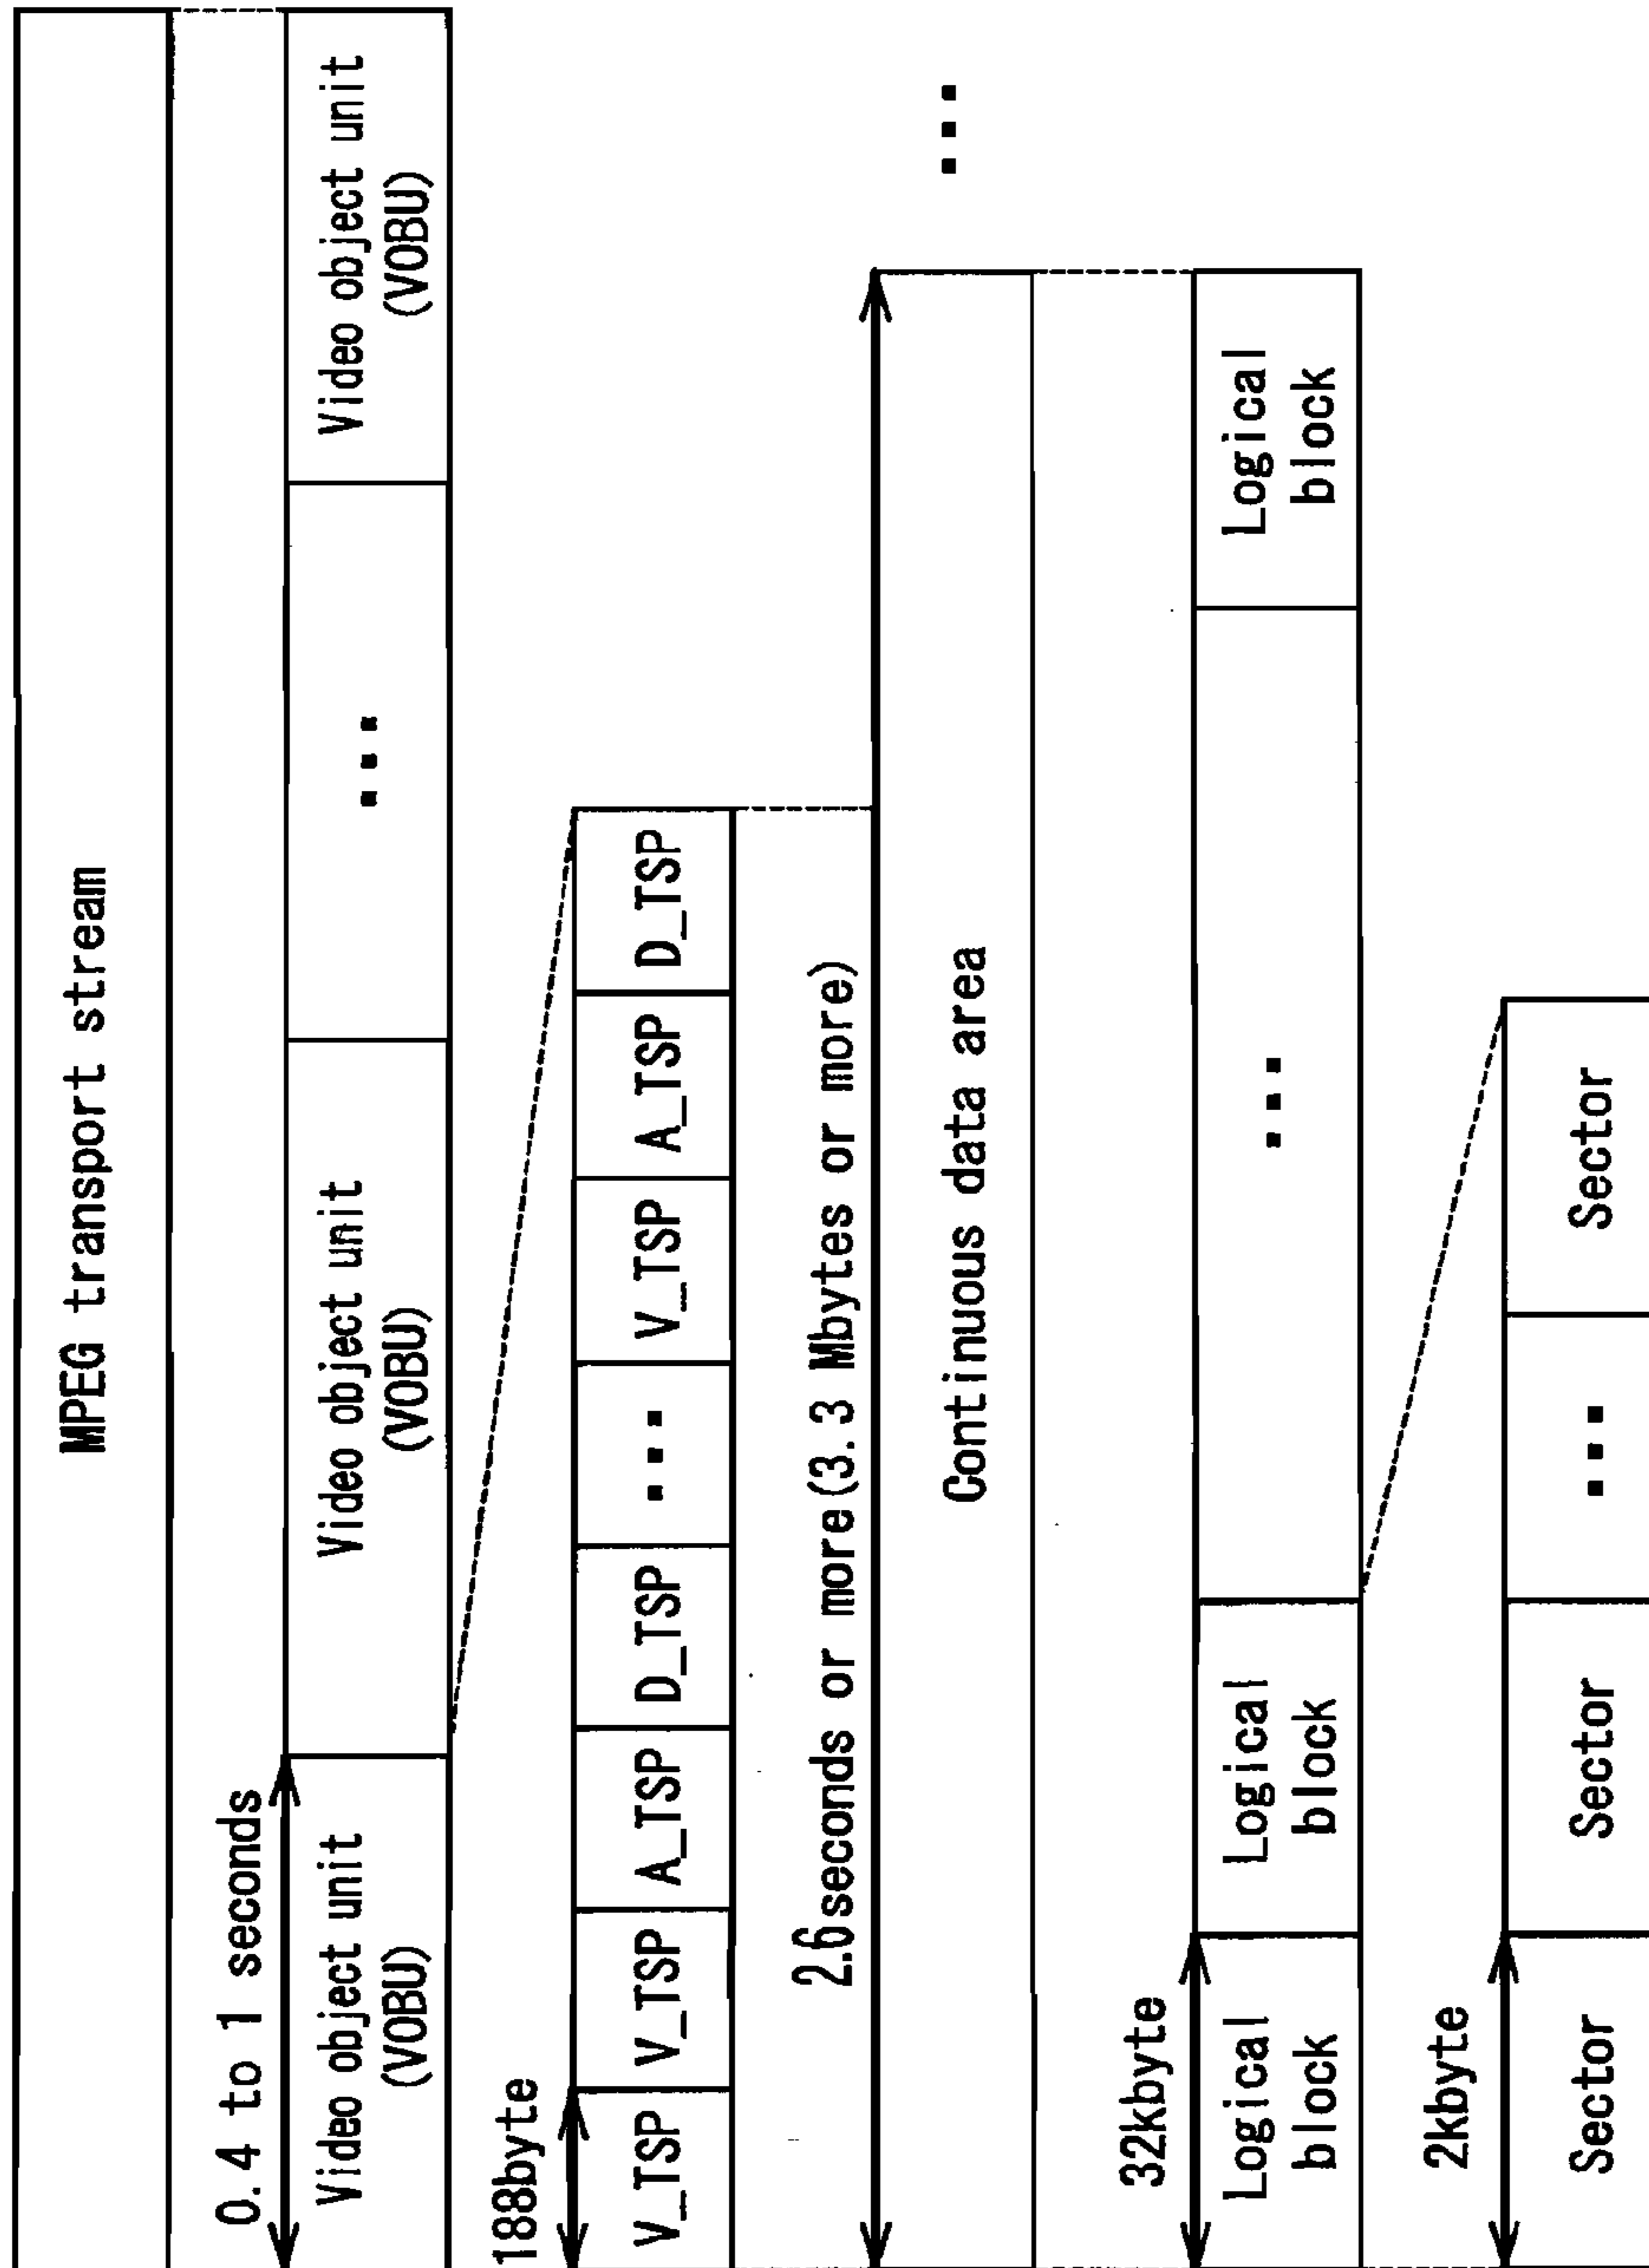 MPEG transport stream
0.4 to 1 seconds
Video object unit
(VOBU)
Video object unit
(VOBU)
...
Video object unit
(VOBU)
188byte
V_TSP
V_TSP
A_TSP
D_TSP
...
V_TSP
A_TSP
D_TSP
2.6seconds or more(3.3 Mbytes or more)
Continuous data area
...
32kbyte
Logical
block
Logical
block
...
Logical
block
2kbyte
Sector
Sector
...
Sector